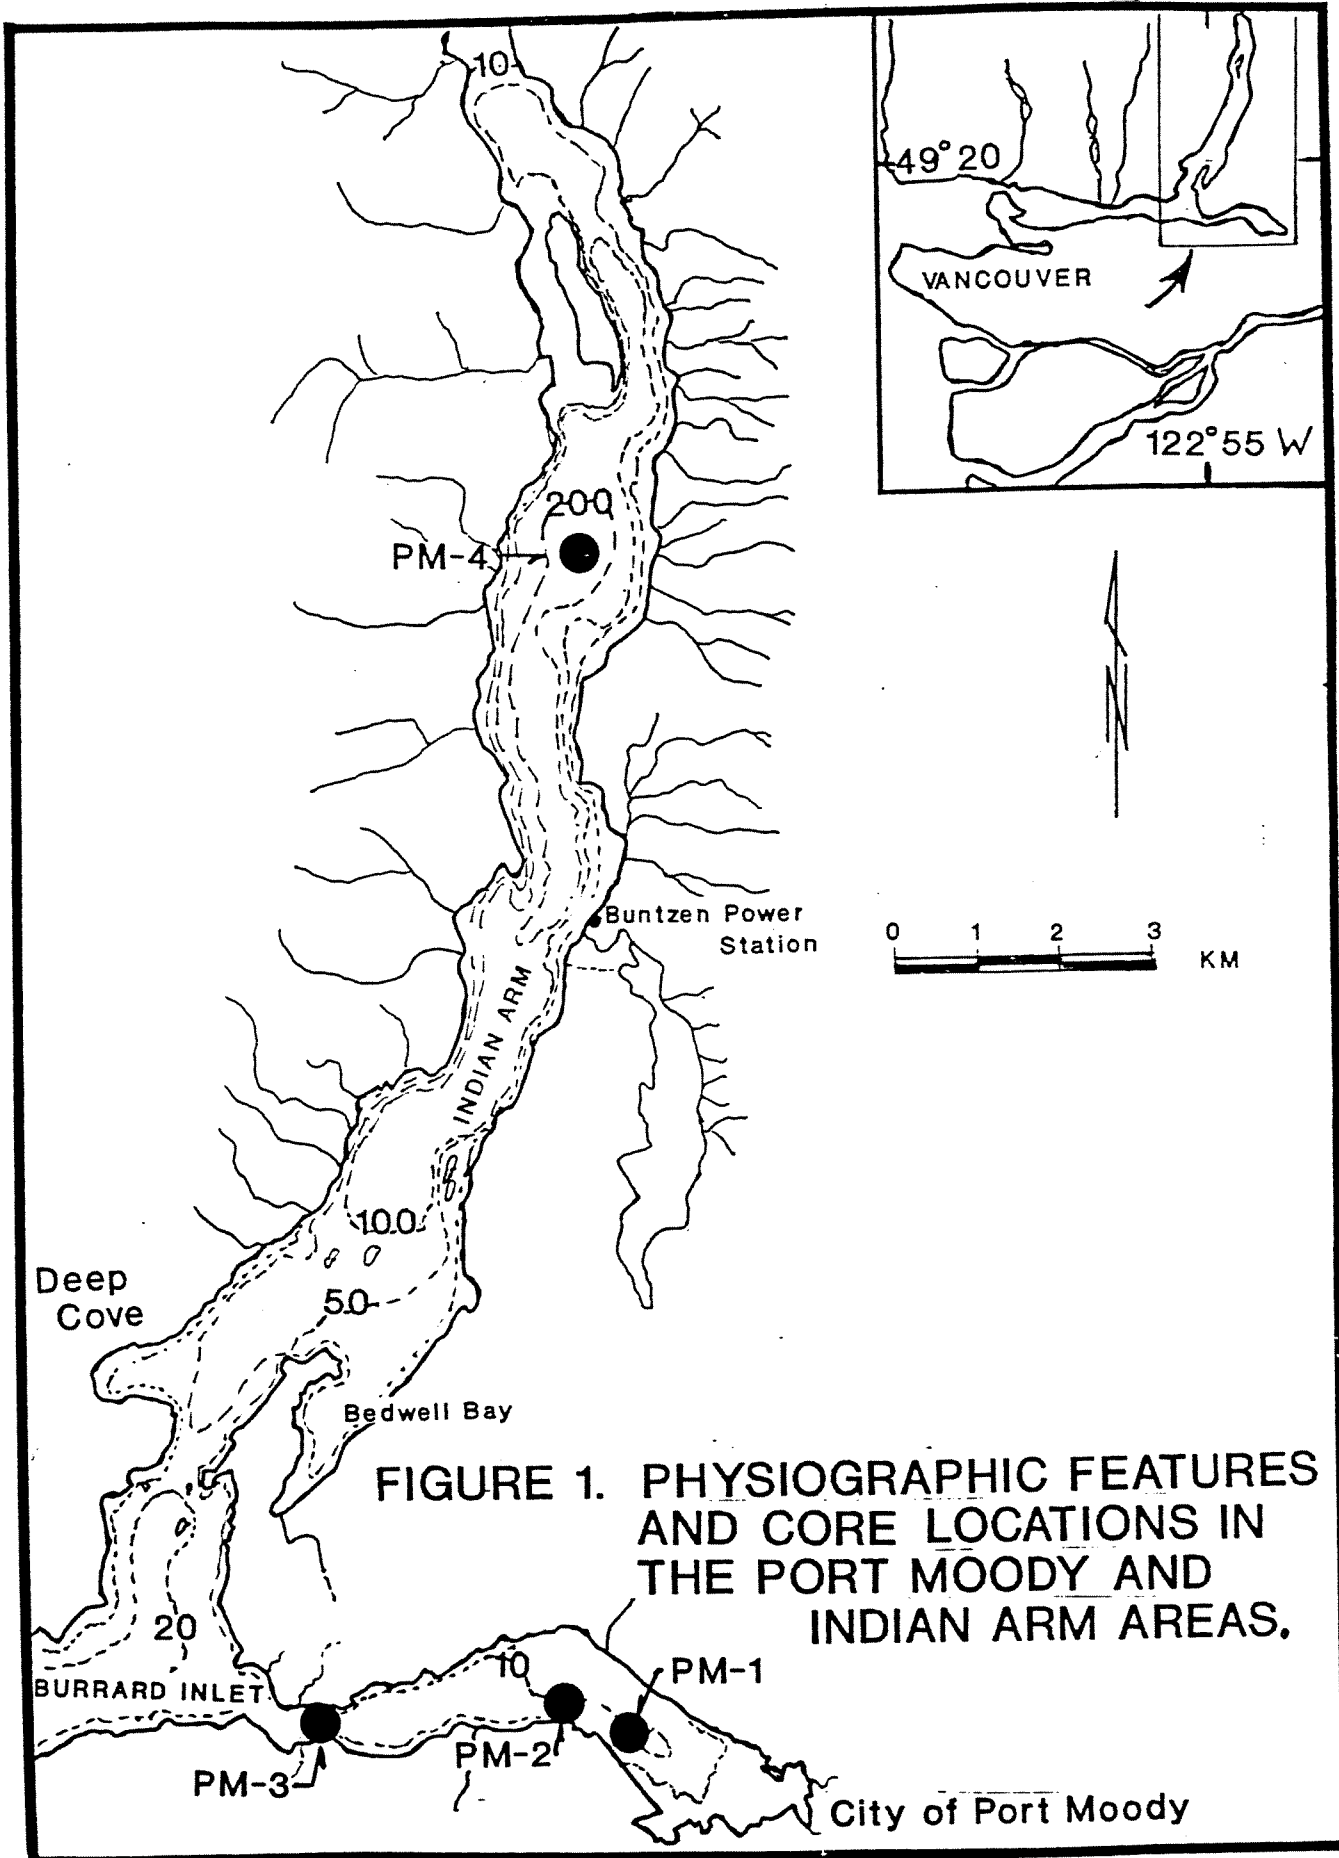 10
49° 20
VANCOUVER
122° 55 W
200
PM-4
Buntzen Power
Station
0 1 2 3
KM
INDIAN ARM
100
50
Deep
Cove
Bedwell Bay
FIGURE 1. PHYSIOGRAPHIC FEATURES
AND CORE LOCATIONS IN
THE PORT MOODY AND
INDIAN ARM AREAS.
20
BURRARD INLET
10
PM-1
PM-2
PM-3
City of Port Moody